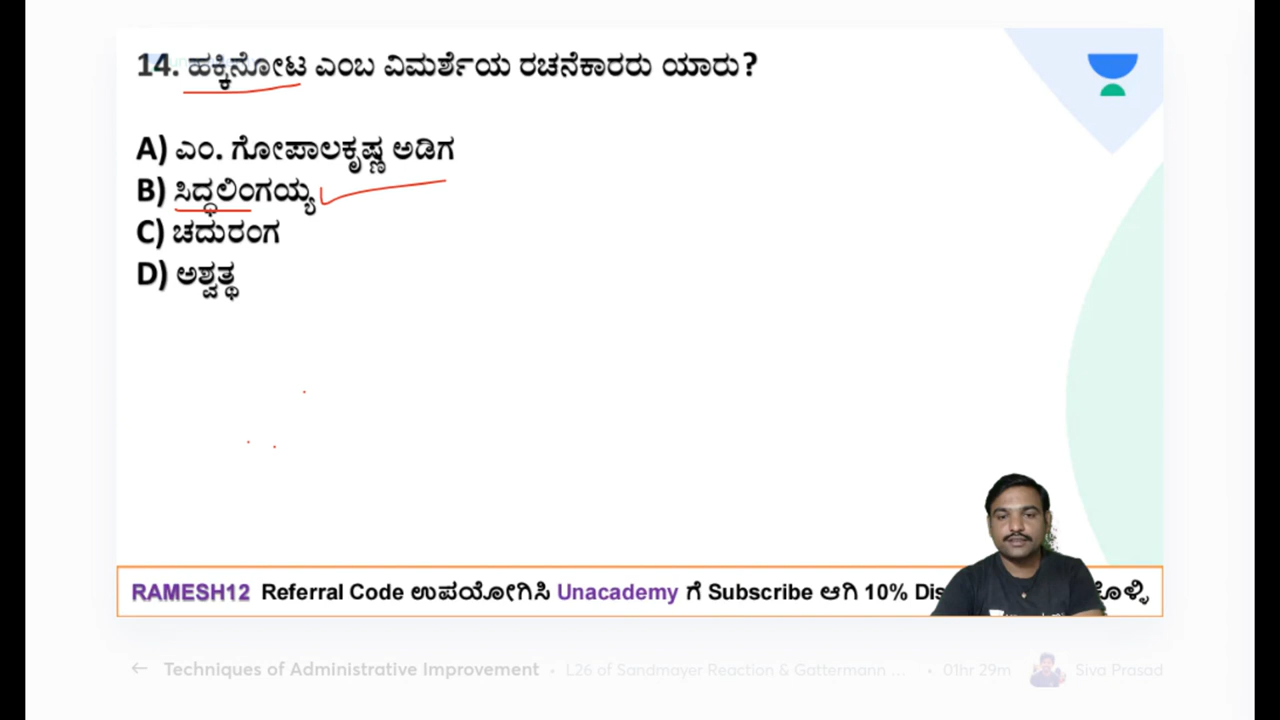 14. ಹಕ್ಕಿನೋಟ ಎಂಬ ವಿಮರ್ಶೆಯ ರಚನೆಕಾರರು ಯಾರು?
A) ಎಂ. ಗೋಪಾಲಕೃಷ್ಣ ಅಡಿಗ
B) ಸಿದ್ಧಲಿಂಗಯ್ಯ
C) ಚದುರಂಗ
D) ಅಶ್ವತ್ಥ
RAMESH12 Referral Code ಉಪಯೋಗಿಸಿ Unacademy ಗೆ Subscribe ಆಗಿ 10%
← Techniques of Administrative Improvement • L26 of Sandmayer Reaction & Gattermann ... • 01hr 29m Siva Prasad